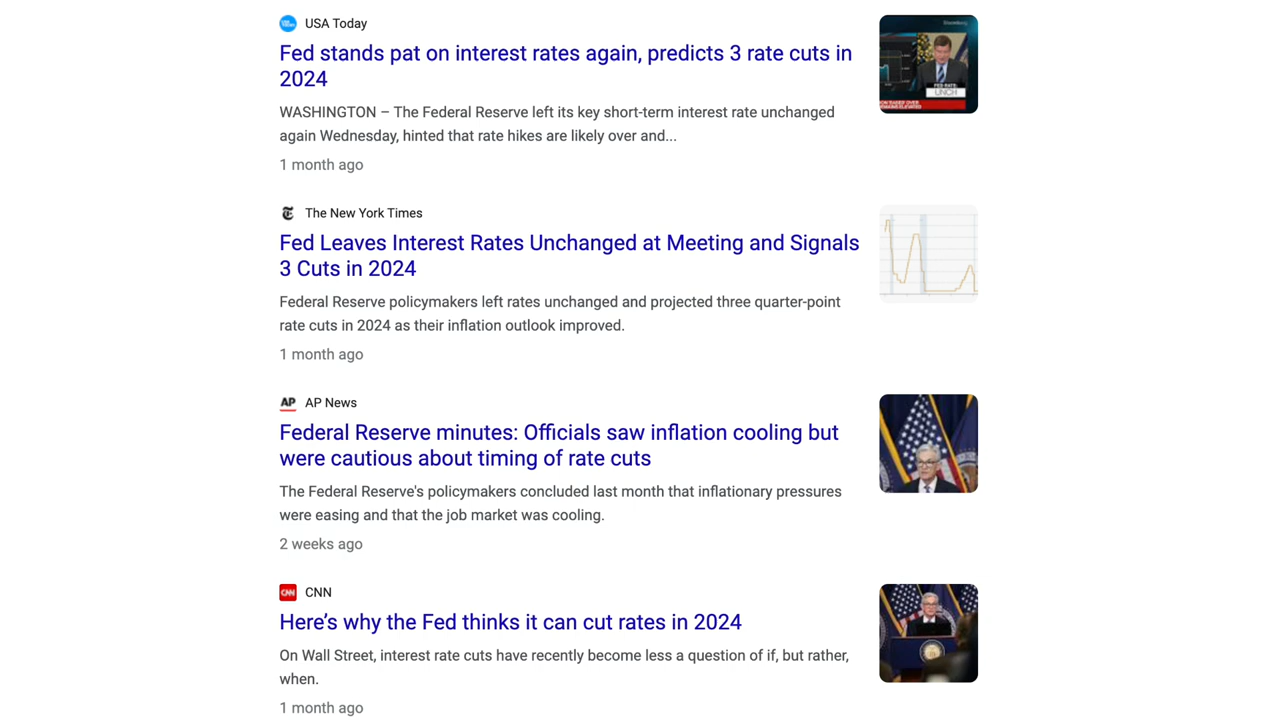 USA Today
Fed stands pat on interest rates again, predicts 3 rate cuts in
2024
WASHINGTON – The Federal Reserve left its key short-term interest rate unchanged
again Wednesday, hinted that rate hikes are likely over and...
1 month ago
Bloomberg
FED RATE:
UNCH
The New York Times
Fed Leaves Interest Rates Unchanged at Meeting and Signals
3 Cuts in 2024
Federal Reserve policymakers left rates unchanged and projected three quarter-point
rate cuts in 2024 as their inflation outlook improved.
1 month ago
AP
AP News
Federal Reserve minutes: Officials saw inflation cooling but
were cautious about timing of rate cuts
The Federal Reserve's policymakers concluded last month that inflationary pressures
were easing and that the job market was cooling.
2 weeks ago
CNN
CNN
Here’s why the Fed thinks it can cut rates in 2024
On Wall Street, interest rate cuts have recently become less a question of if, but rather,
when.
1 month ago